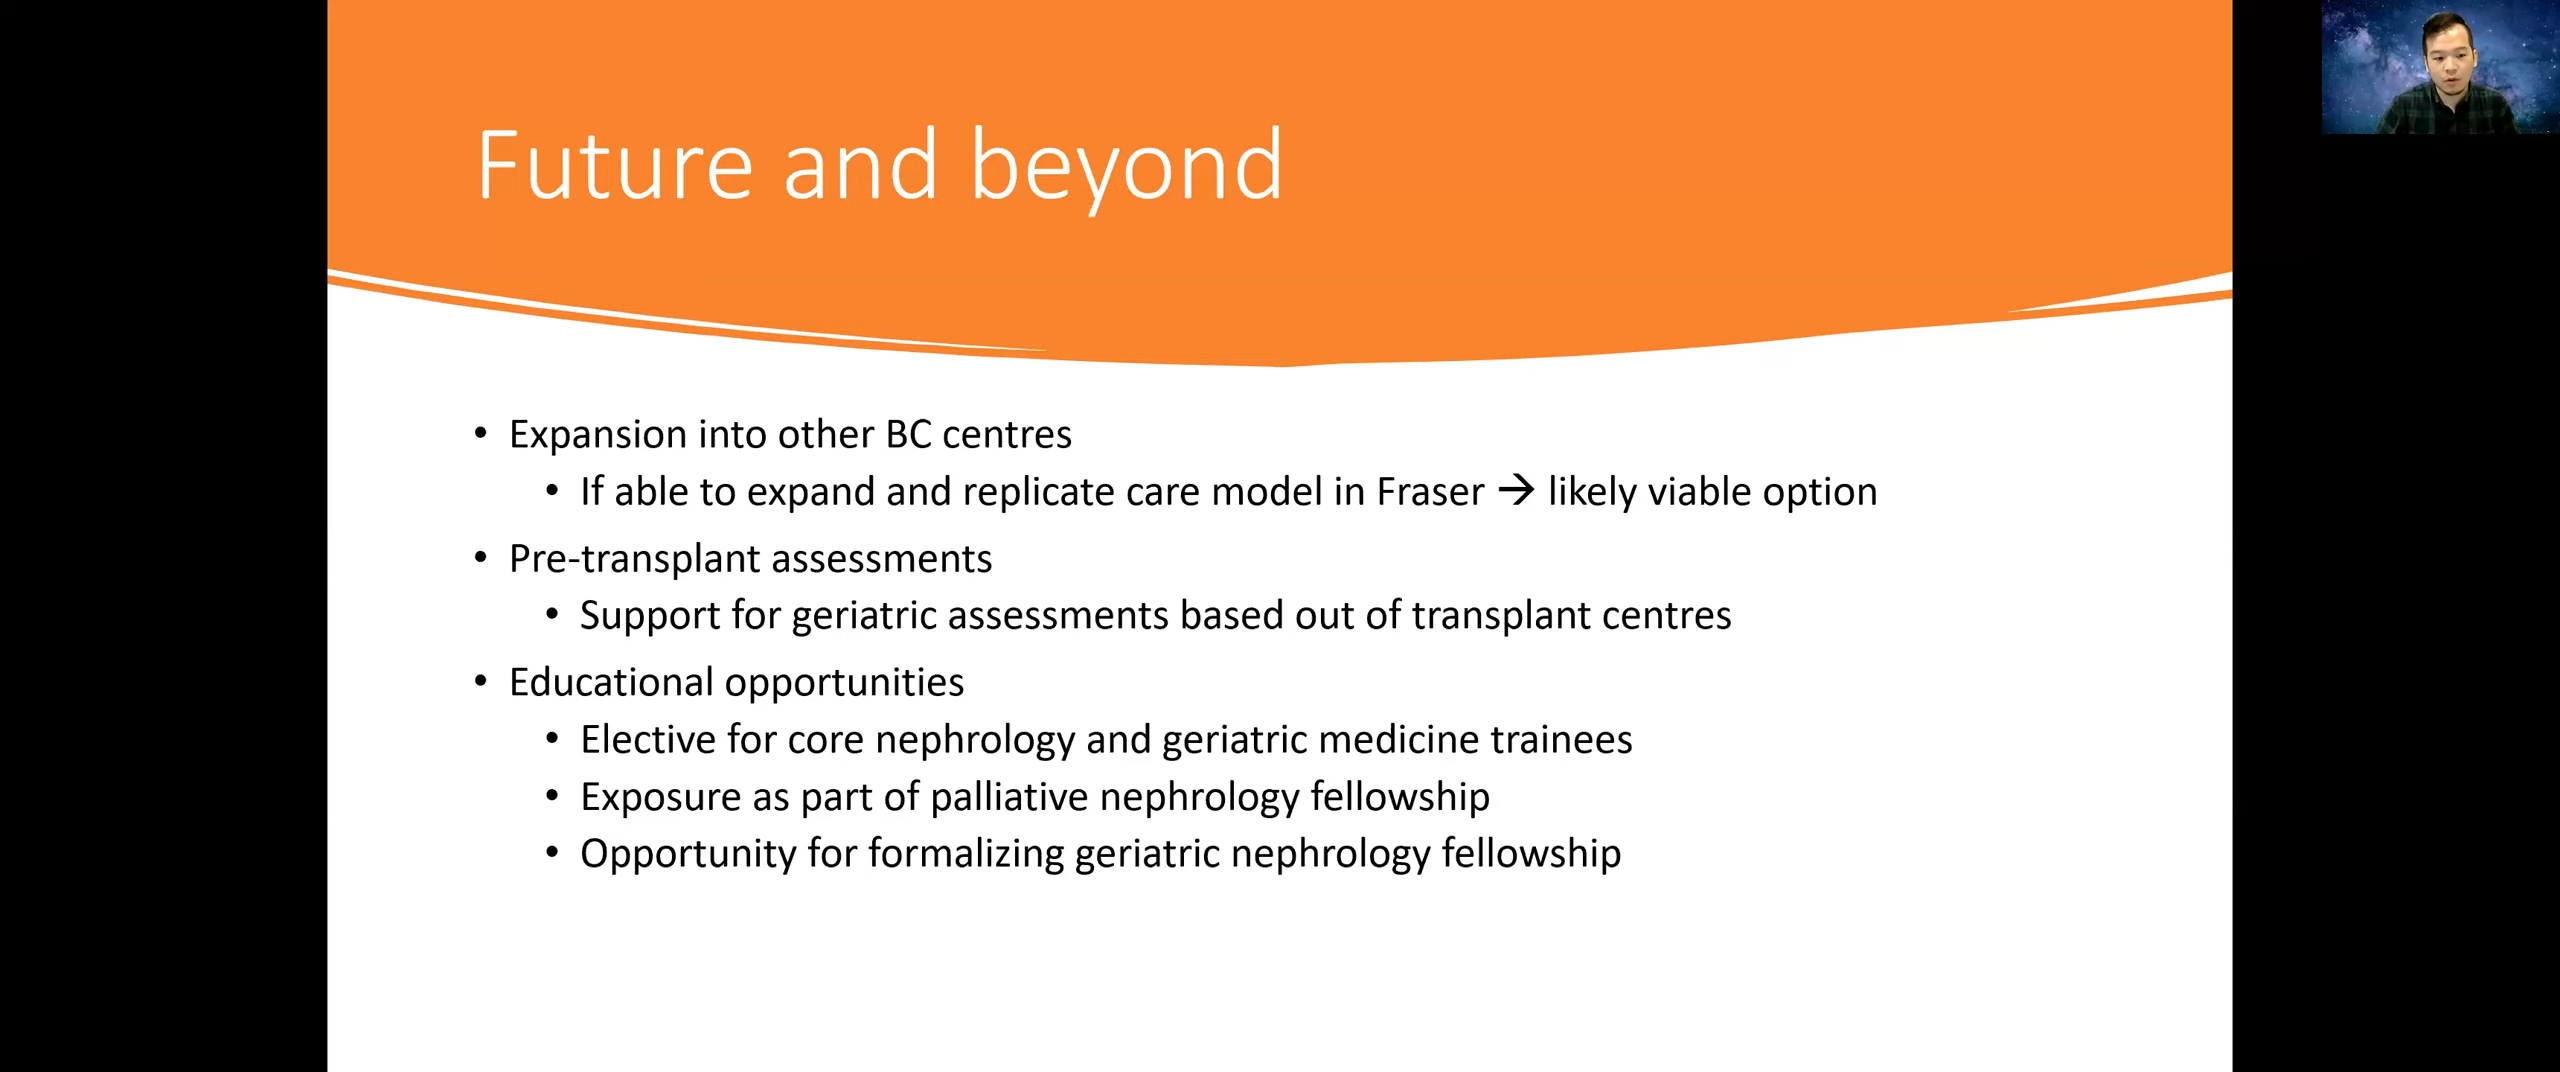 Future and beyond
• Expansion into other BC centres
• If able to expand and replicate care model in Fraser → likely viable option
• Pre-transplant assessments
• Support for geriatric assessments based out of transplant centres
• Educational opportunities
• Elective for core nephrology and geriatric medicine trainees
• Exposure as part of palliative nephrology fellowship
• Opportunity for formalizing geriatric nephrology fellowship